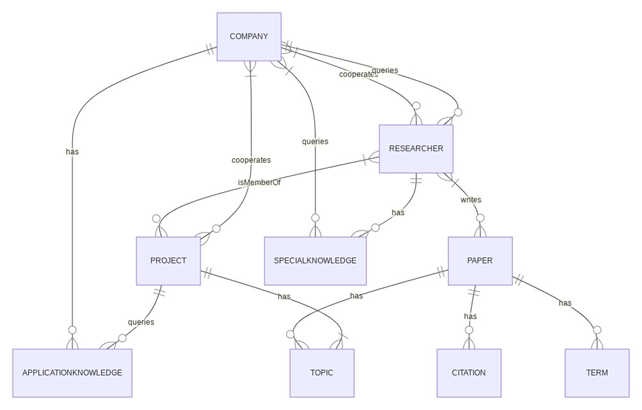 COMPANY
cooperates
queries
RESEARCHER
has
queries
cooperates
isMemberOf
writes
has
PROJECT
SPECIALKNOWLEDGE
PAPER
queries
has
has
has
has
APPLICATIONKNOWLEDGE
TOPIC
CITATION
TERM